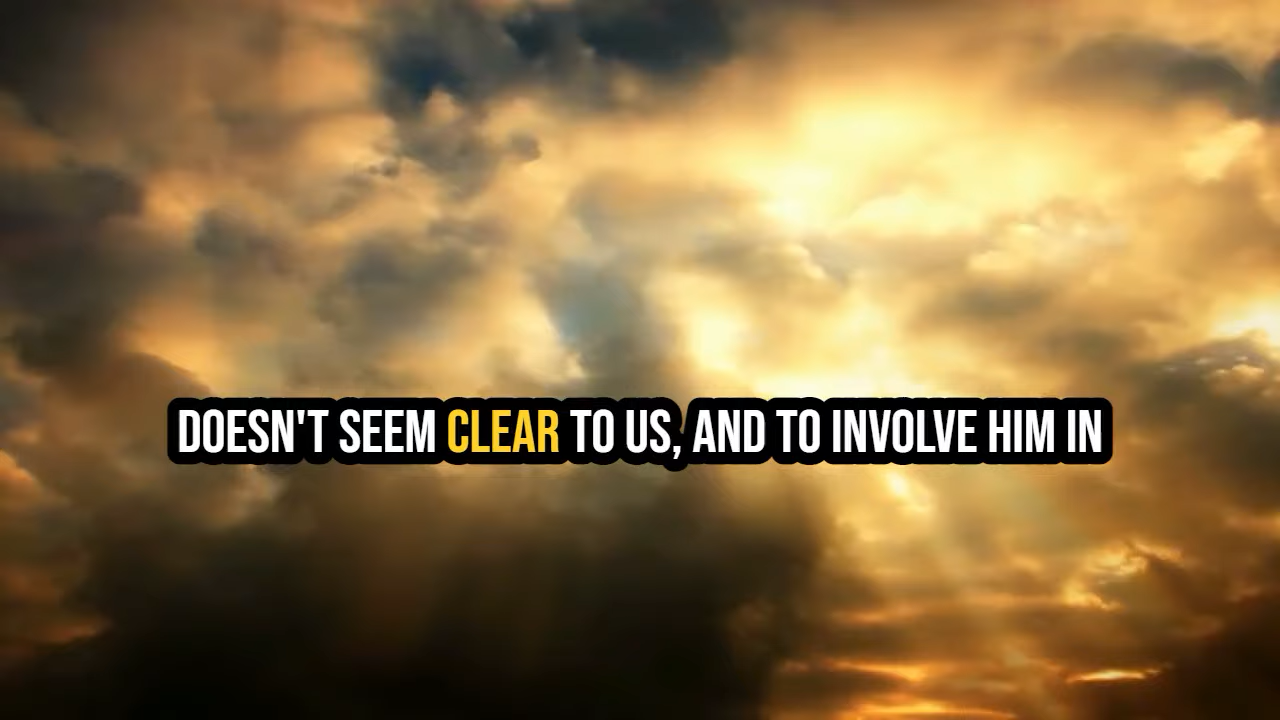 DOESN'T SEEM CLEAR TO US, AND TO INVOLVE HIM IN